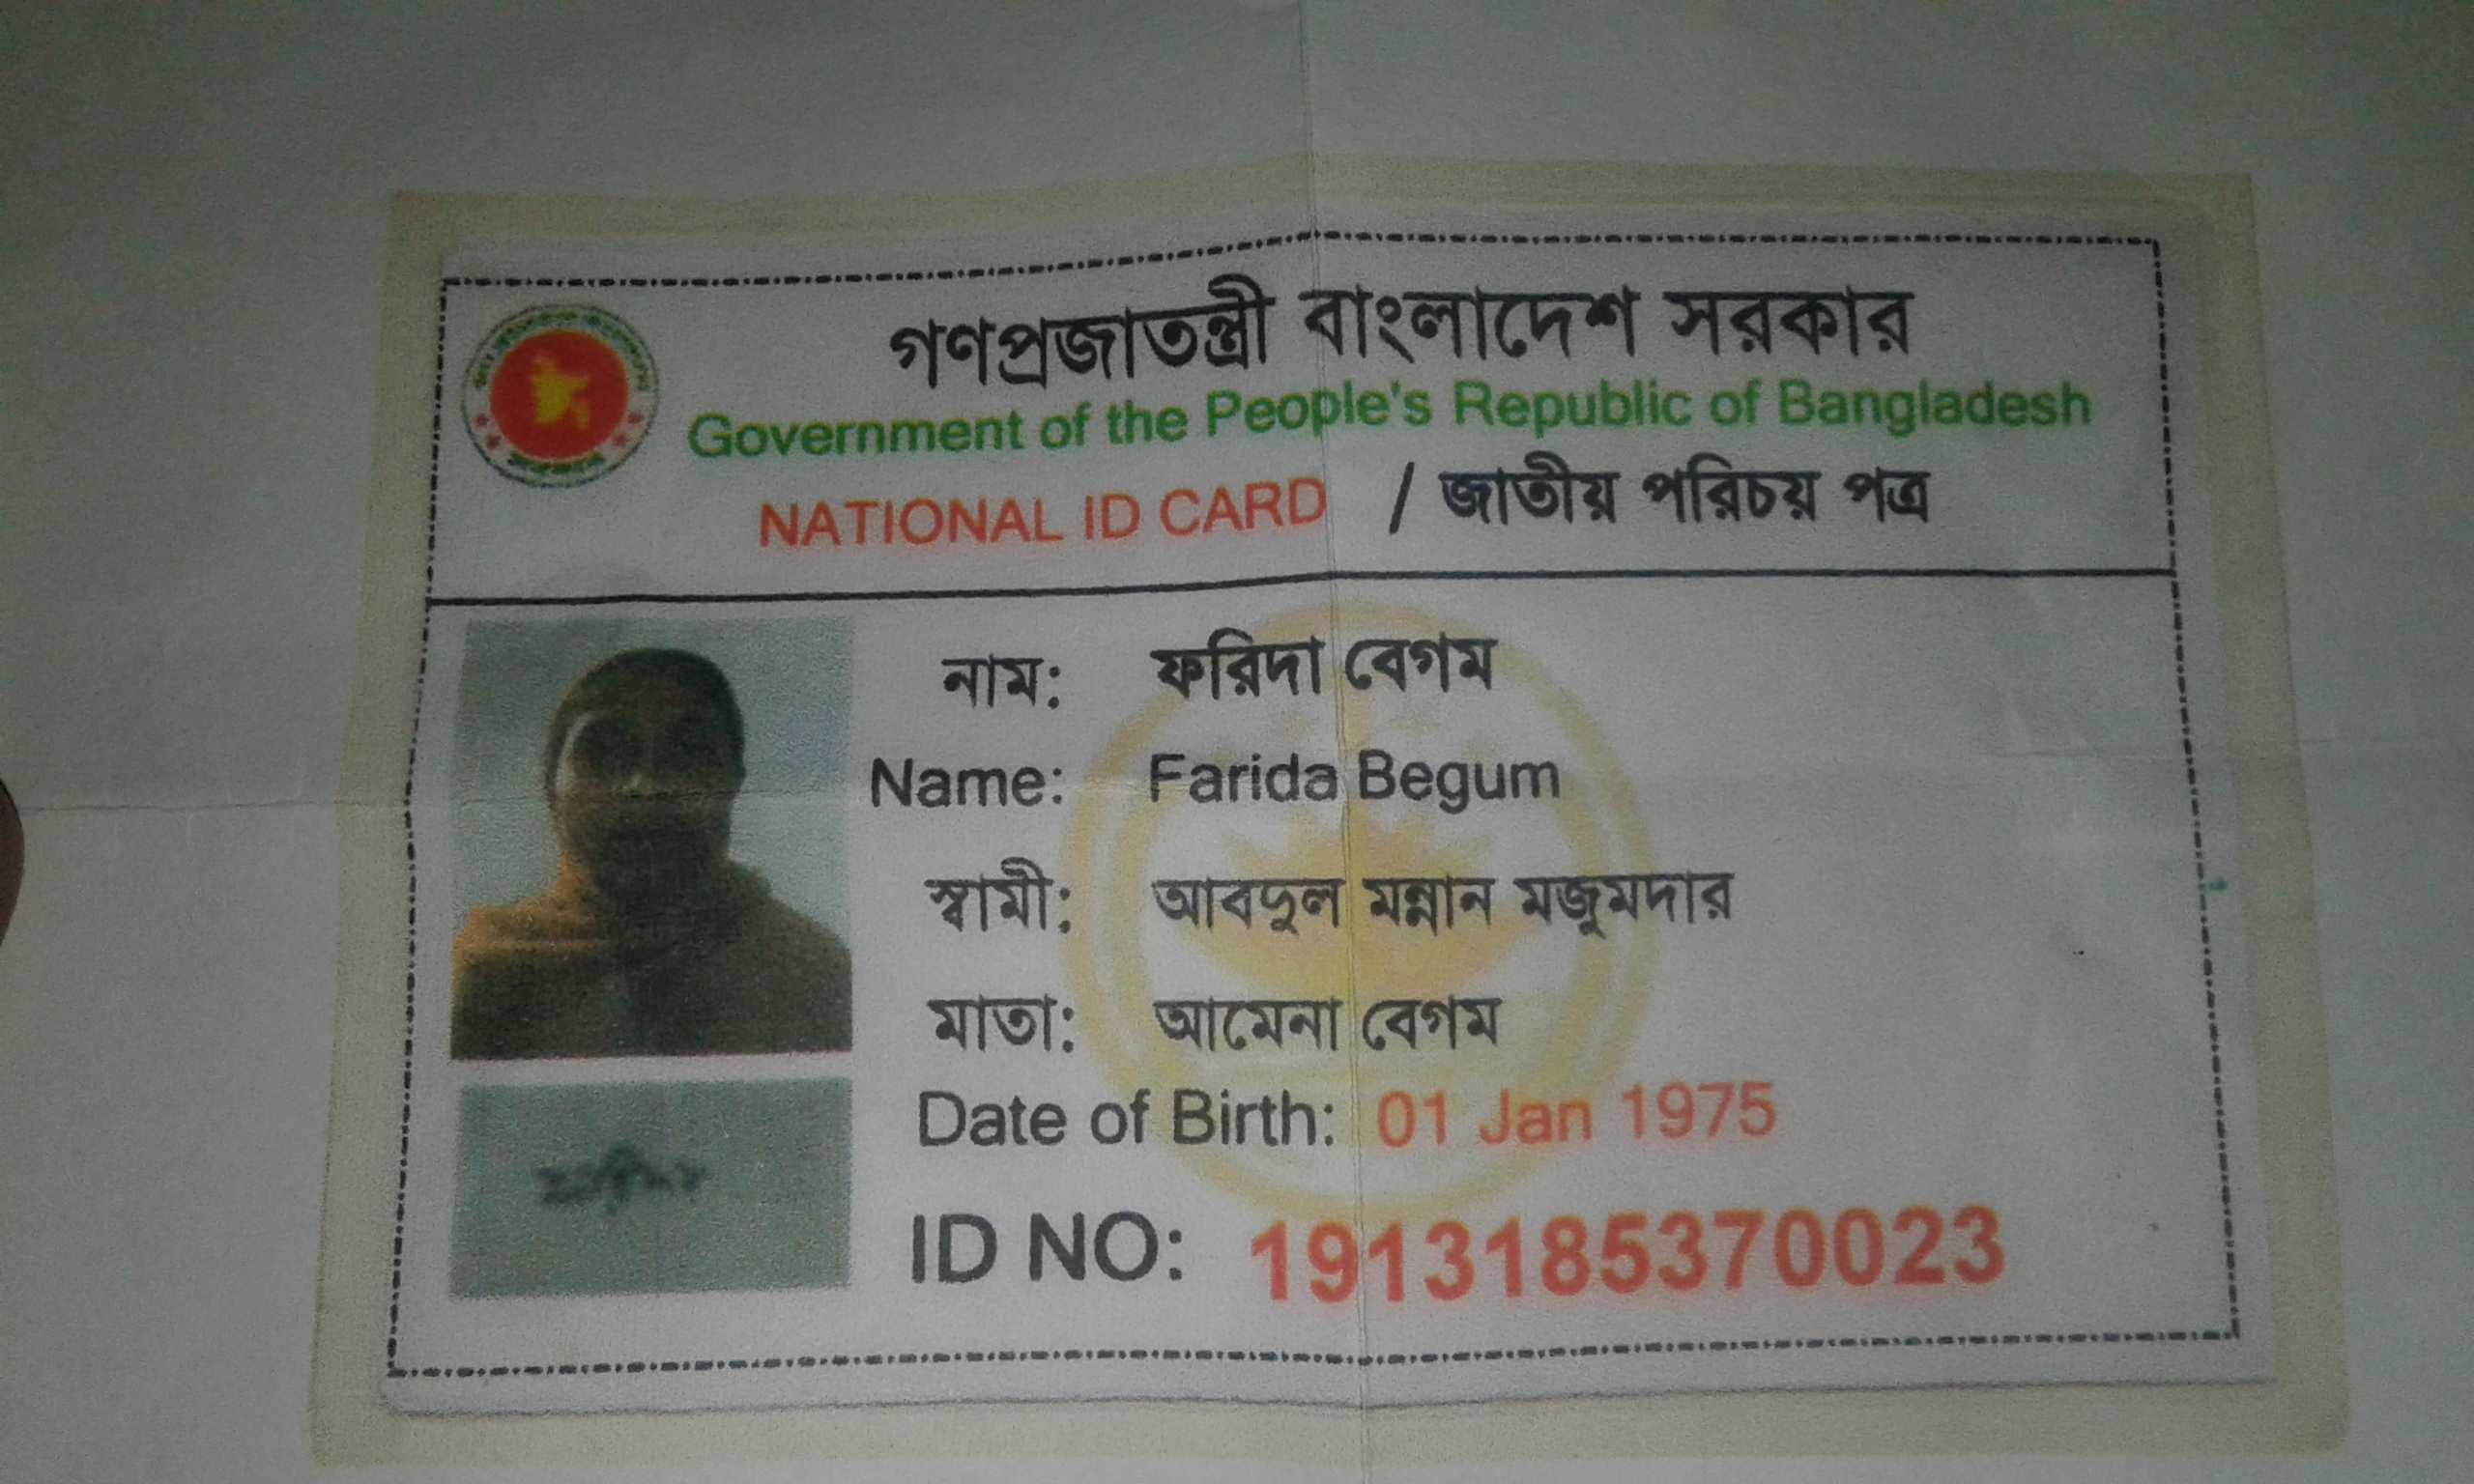 গণপ্রজাতন্ত্রী বাংলাদেশ সরকার
Government of the People's Republic of Bangladesh
NATIONAL ID CARD / জাতীয় পরিচয় পত্র
নাম: ফরিদা বেগম
Name: Farida Begum
স্বামী: আবদুল মন্নান মজুমদার
মাতা: আমেনা বেগম
Date of Birth: 01 Jan 1975
ID NO: 1913185370023